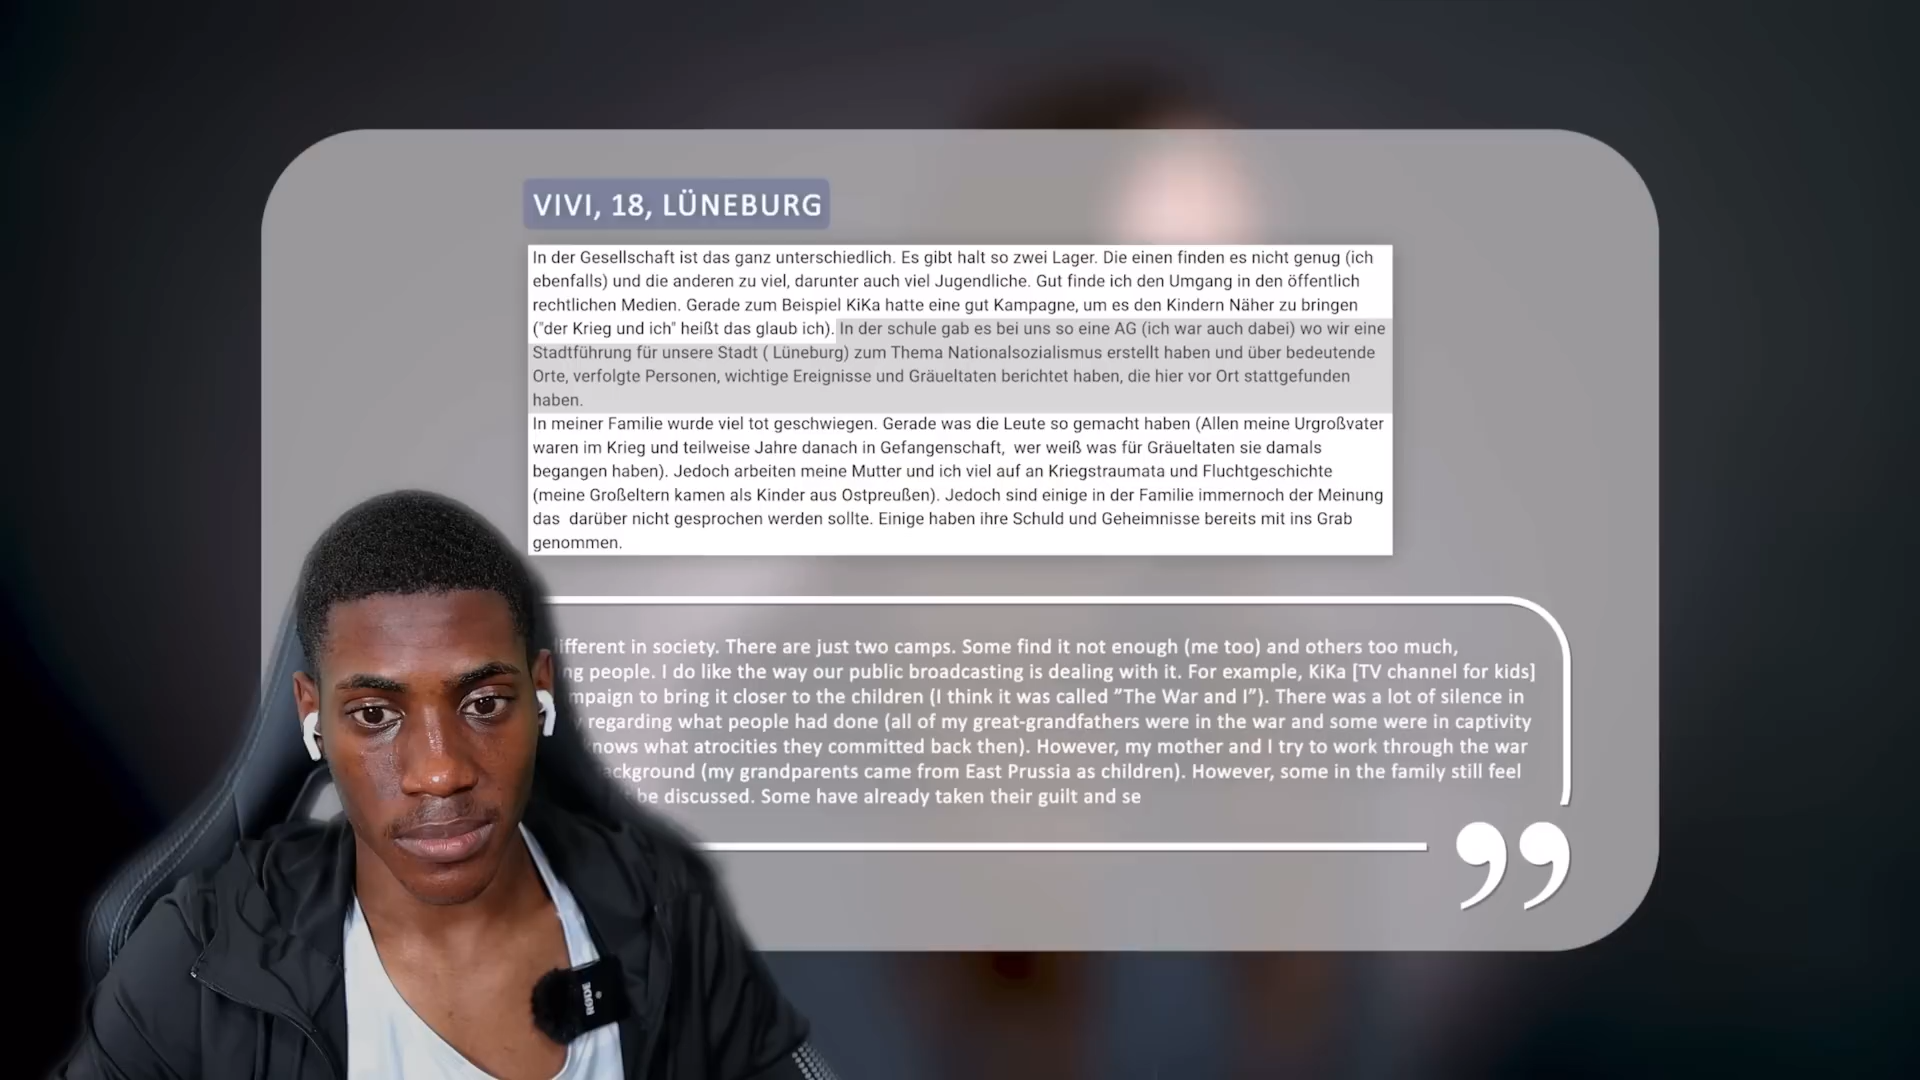 VIVI, 18, LÜNEBURG
In der Gesellschaft ist das ganz unterschiedlich. Es gibt halt so zwei Lager. Die einen finden es nicht genug (ich
ebenfalls) und die anderen zu viel, darunter auch viel Jugendliche. Gut finde ich den Umgang in den öffentlich
rechtlichen Medien. Gerade zum Beispiel KiKa hatte eine gut Kampagne, um es den Kindern Näher zu bringen
("der Krieg und ich" heißt das glaub ich). In der schule gab es bei uns so eine AG (ich war auch dabei) wo wir eine
Stadtführung für unsere Stadt ( Lüneburg) zum Thema Nationalsozialismus erstellt haben und über bedeutende
Orte, verfolgte Personen, wichtige Ereignisse und Gräueltaten berichtet haben, die hier vor Ort stattgefunden
haben.
In meiner Familie wurde viel tot geschwiegen. Gerade was die Leute so gemacht haben (Allen meine Urgroßvater
waren im Krieg und teilweise Jahre danach in Gefangenschaft, wer weiß was für Gräueltaten sie damals
begangen haben). Jedoch arbeiten meine Mutter und ich viel auf an Kriegstraumata und Fluchtgeschichte
(meine Großeltern kamen als Kinder aus Ostpreußen). Jedoch sind einige in der Familie immernoch der Meinung
das darüber nicht gesprochen werden sollte. Einige haben ihre Schuld und Geheimnisse bereits mit ins Grab
genommen.
ifferent in society. There are just two camps. Some find it not enough (me too) and others too much,
ng people. I do like the way our public broadcasting is dealing with it. For example, KiKa [TV channel for kids]
mpaign to bring it closer to the children (I think it was called "The War and I"). There was a lot of silence in
regarding what people had done (all of my great-grandfathers were in the war and some were in captivity
knows what atrocities they committed back then). However, my mother and I try to work through the war
ackground (my grandparents came from East Prussia as children). However, some in the family still feel
be discussed. Some have already taken their guilt and se
RØDE